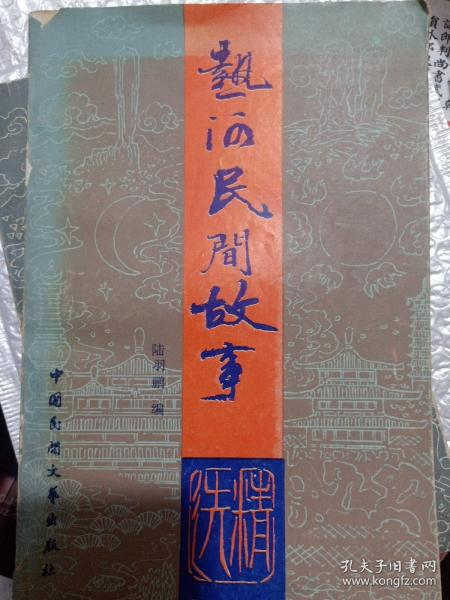 熱河民間故事
精选
陆羽鹏 编
中国民间文艺出版社
孔夫子旧书网
www.kongfz.com